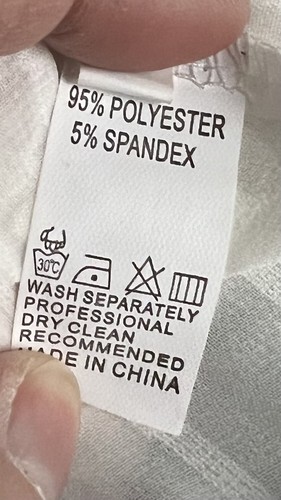 95% POLYESTER
5% SPANDEX
30°C
WASH SEPARATELY
PROFESSIONAL
DRY CLEAN
RECOMMENDED
MADE IN CHINA